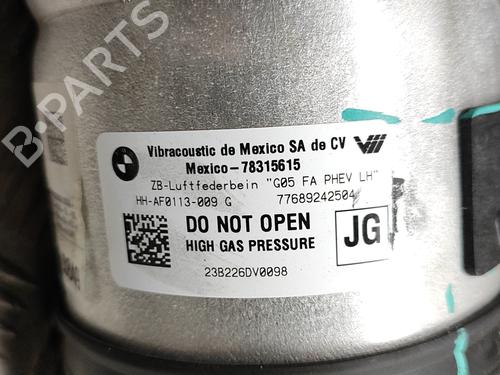 B-PARTS
Vibracoustic de Mexico SA de CV
Mexico-78315615
ZB-Luftfederbein "G05 FA PHEV LH"
HH-AF0113-009 G 77689242504
DO NOT OPEN
HIGH GAS PRESSURE
JG
23B226DV0098